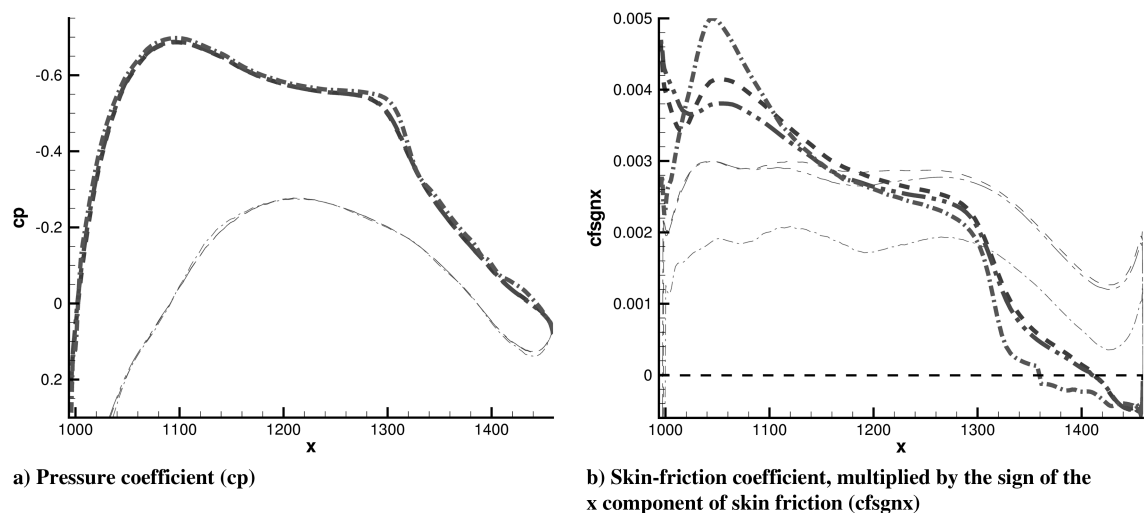 -0.6
-0.4
-0.2
0
0.2
cp
1000 1100 1200 1300 1400
x
a) Pressure coefficient (cp)
0.005
0.004
0.003
0.002
0.001
0
cfsgnx
1000 1100 1200 1300 1400
x
b) Skin-friction coefficient, multiplied by the sign of the
x component of skin friction (cfsgnx)